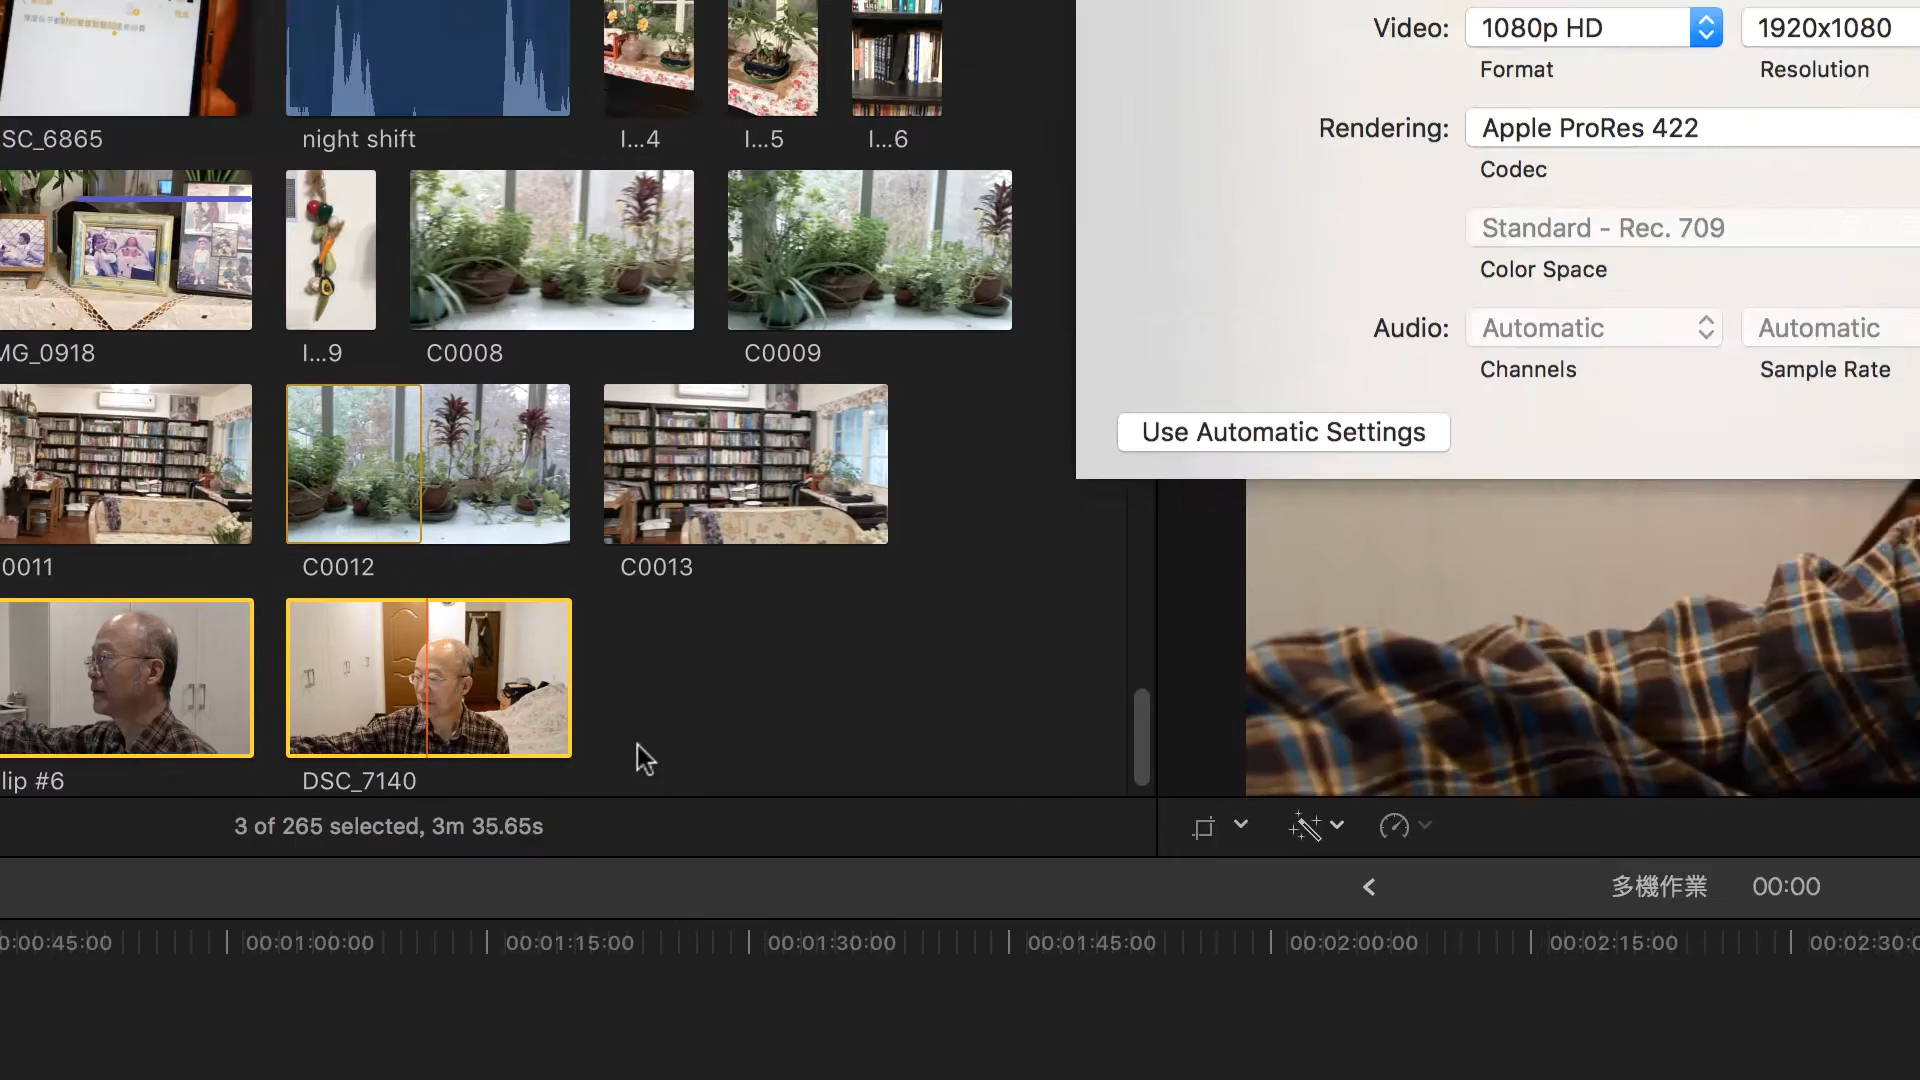 SC_6865
night shift
I...4
I...5
I...6
MG_0918
I...9
C0008
C0009
0011
C0012
C0013
lip #6
DSC_7140
3 of 265 selected, 3m 35.65s
Video:
1080p HD
1920x1080
Format
Resolution
Rendering:
Apple ProRes 422
Codec
Standard - Rec. 709
Color Space
Audio:
Automatic
Automatic
Channels
Sample Rate
Use Automatic Settings
多機作業
00:00
0:00:45:00
00:01:00:00
00:01:15:00
00:01:30:00
00:01:45:00
00:02:00:00
00:02:15:00
00:02:30:0